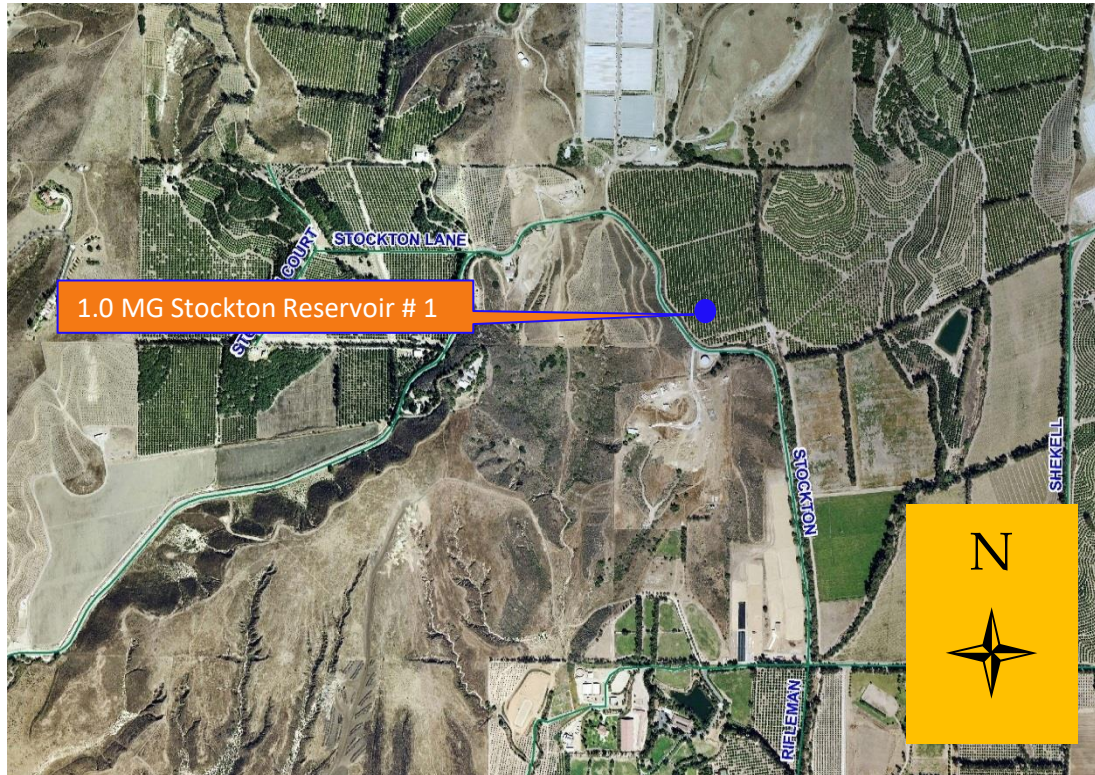 STOCKTON LANE
COURT
1.0 MG Stockton Reservoir # 1
STOCKTON
SHEKELL
N
RIFLEMAN